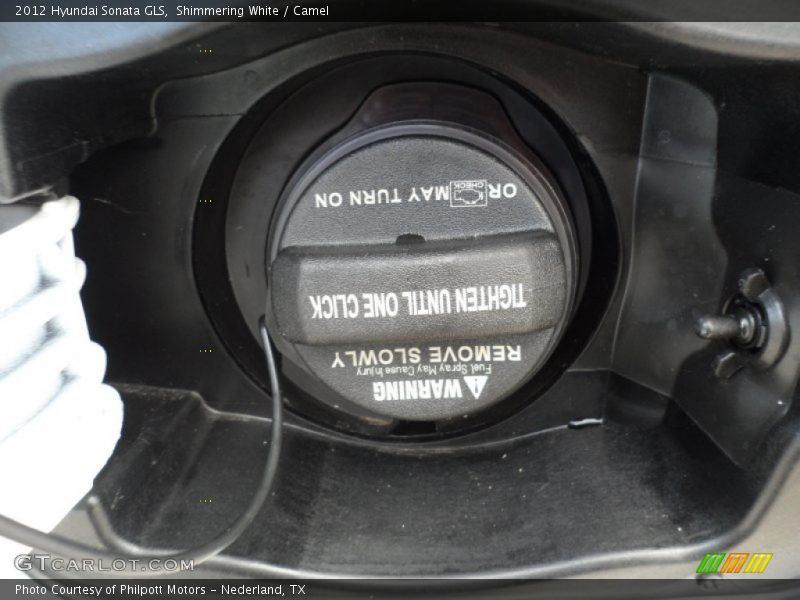 2012 Hyundai Sonata GLS, Shimmering White / Camel
WARNING
Fuel Spray May Cause Injury
REMOVE SLOWLY
TIGHTEN UNTIL ONE CLICK
OR CHECK MAY TURN ON
GTCARLOT.COM
Photo Courtesy of Philpott Motors - Nederland, TX